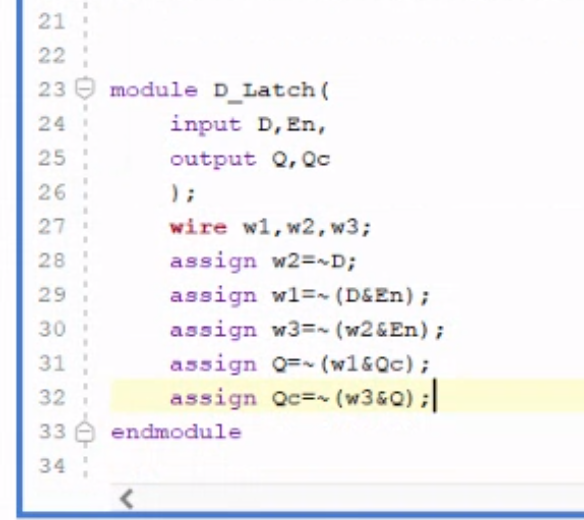 21
22
23 module D_Latch(
24 input D,En,
25 output Q,Qc
26 );
27 wire w1,w2,w3;
28 assign w2=~D;
29 assign w1=~(D&En);
30 assign w3=~(w2&En);
31 assign Q=~(w1&Qc);
32 assign Qc=~(w3&Q);
33 endmodule
34